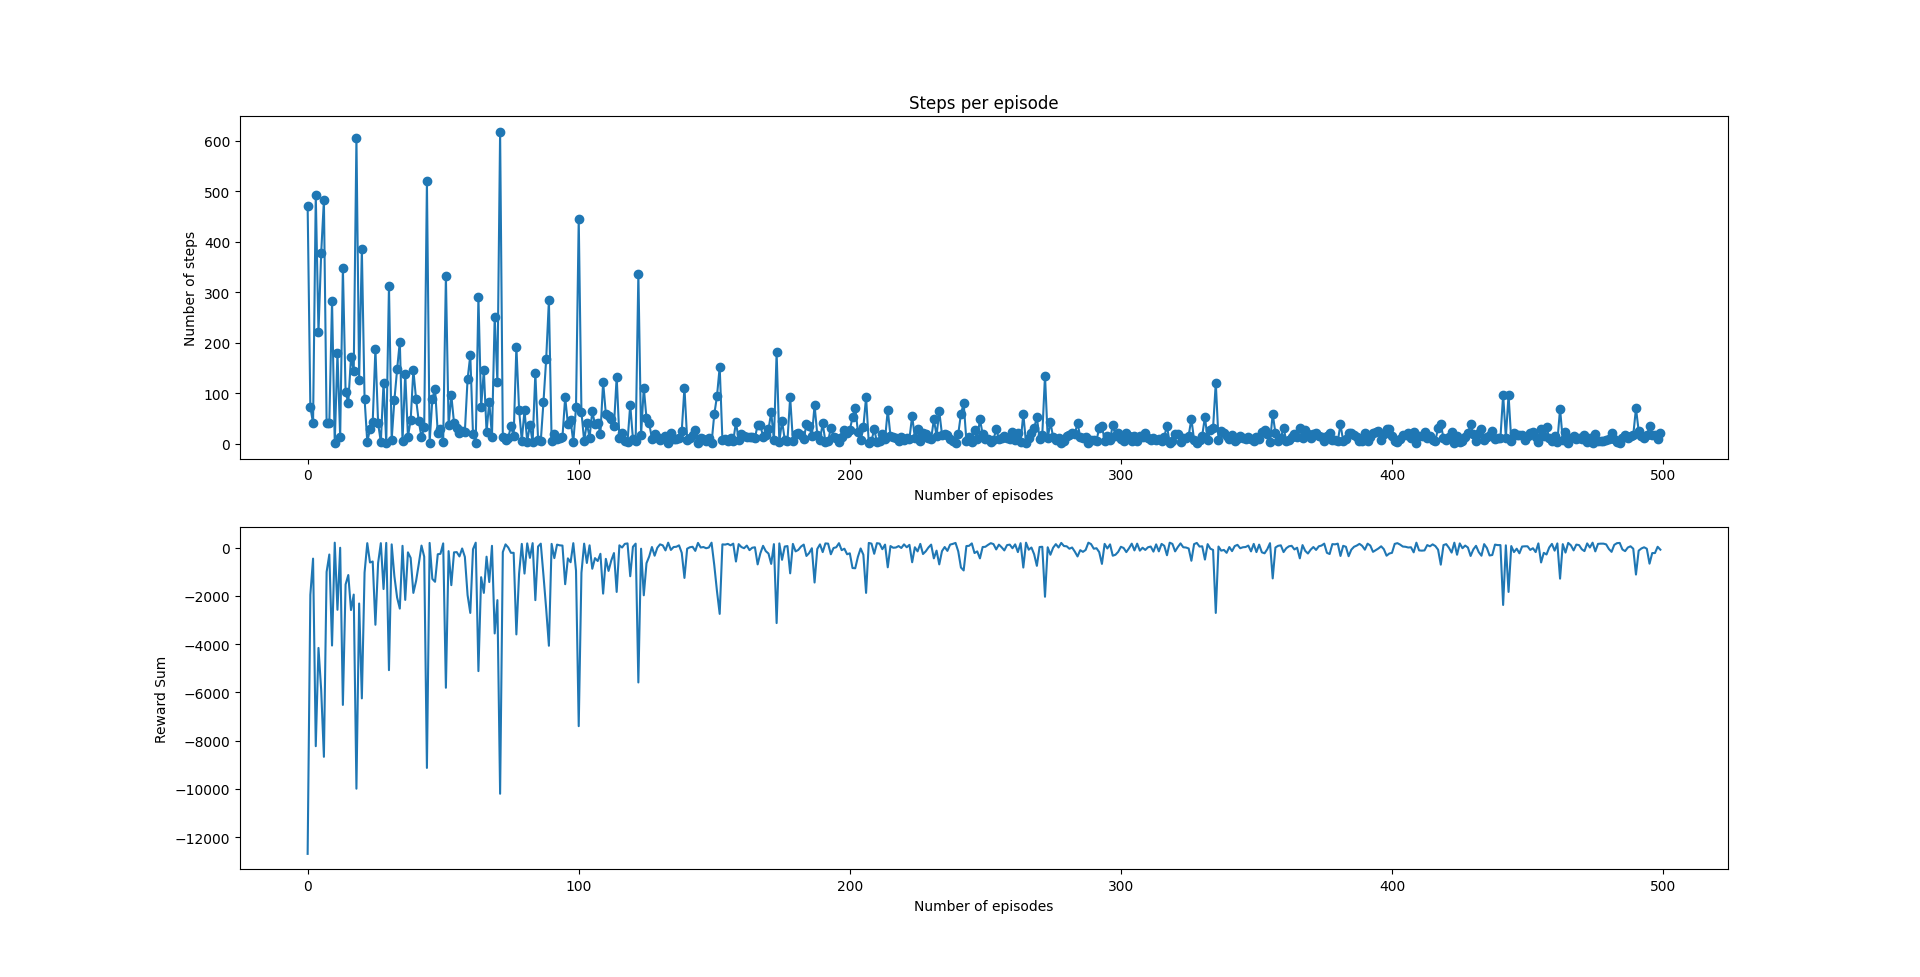 Steps per episode
Number of steps
600
500
400
300
200
100
0
0 100 200 300 400 500
Number of episodes
Reward Sum
0
−2000
−4000
−6000
−8000
−10000
−12000
0 100 200 300 400 500
Number of episodes